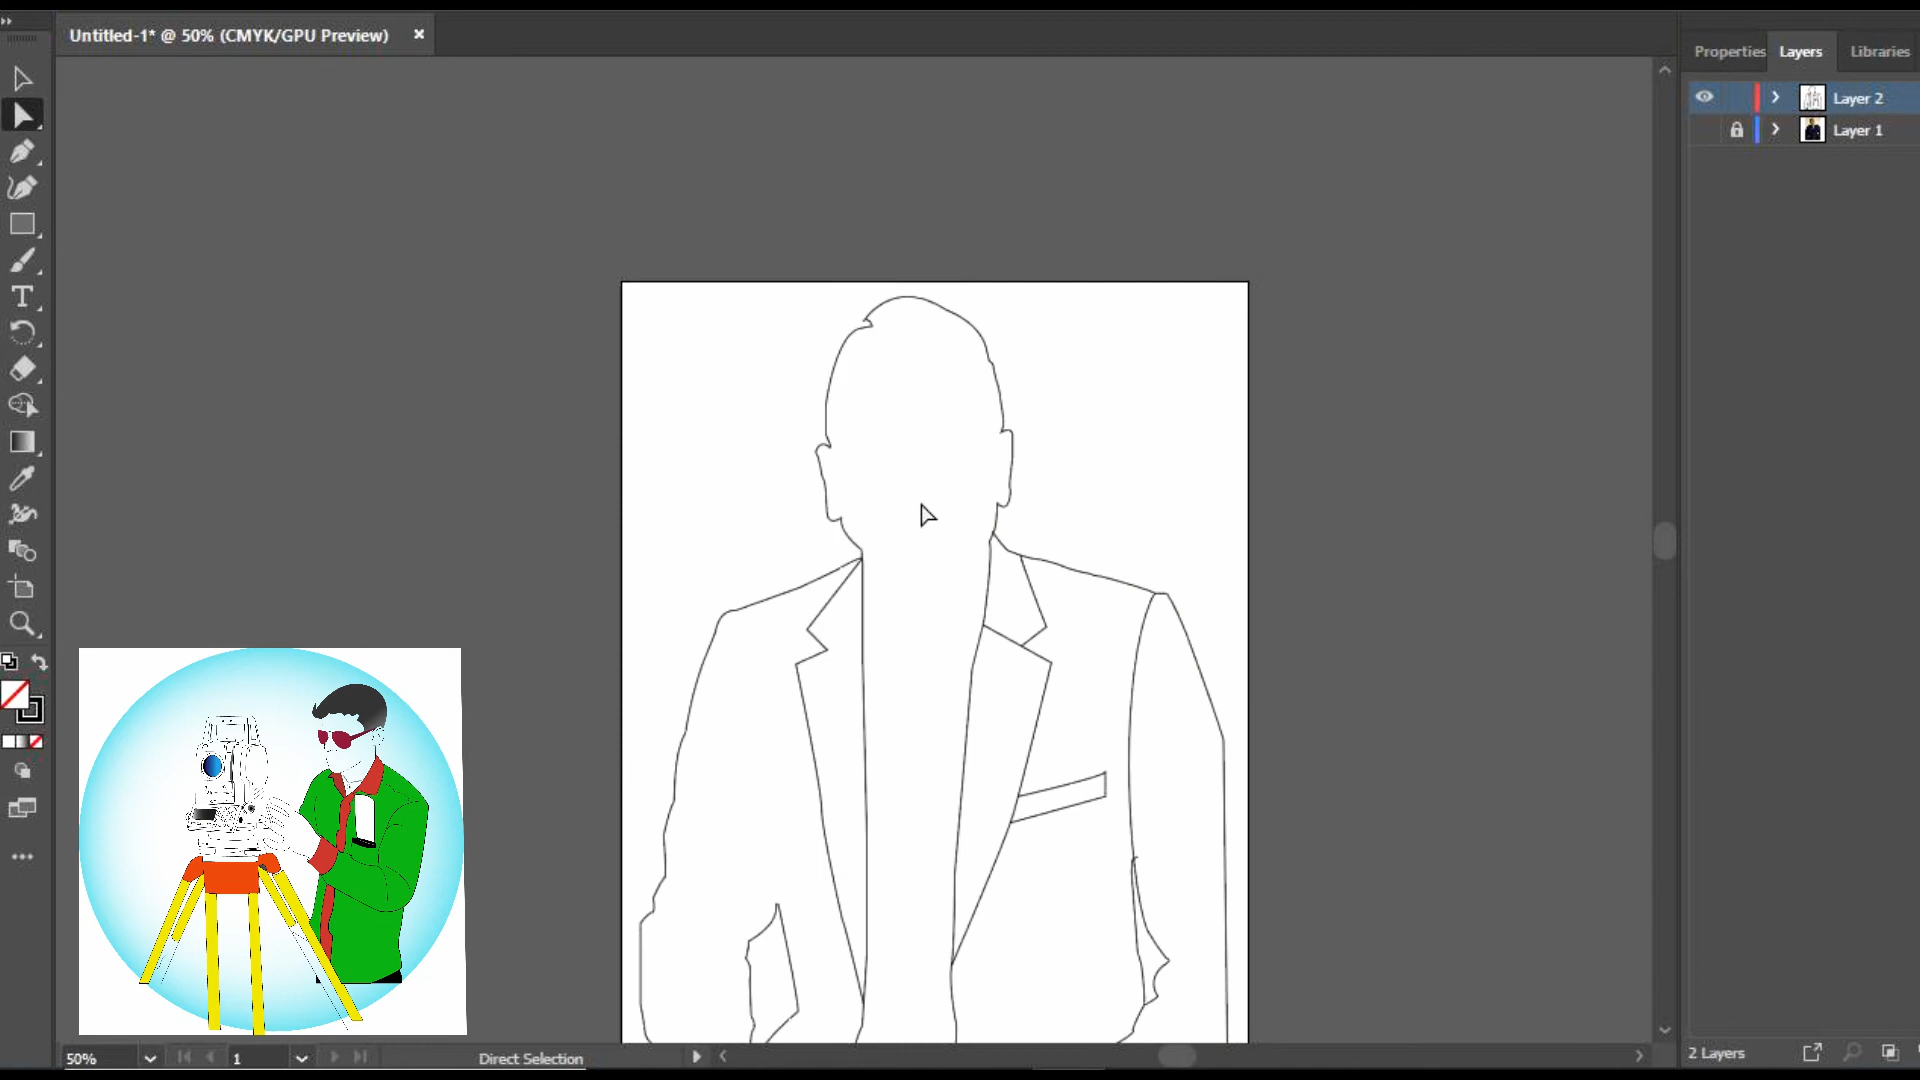 Untitled-1* @ 50% (CMYK/GPU Preview) ×
Properties Layers Libraries
Layer 2
Layer 1
50%
1
Direct Selection
2 Layers